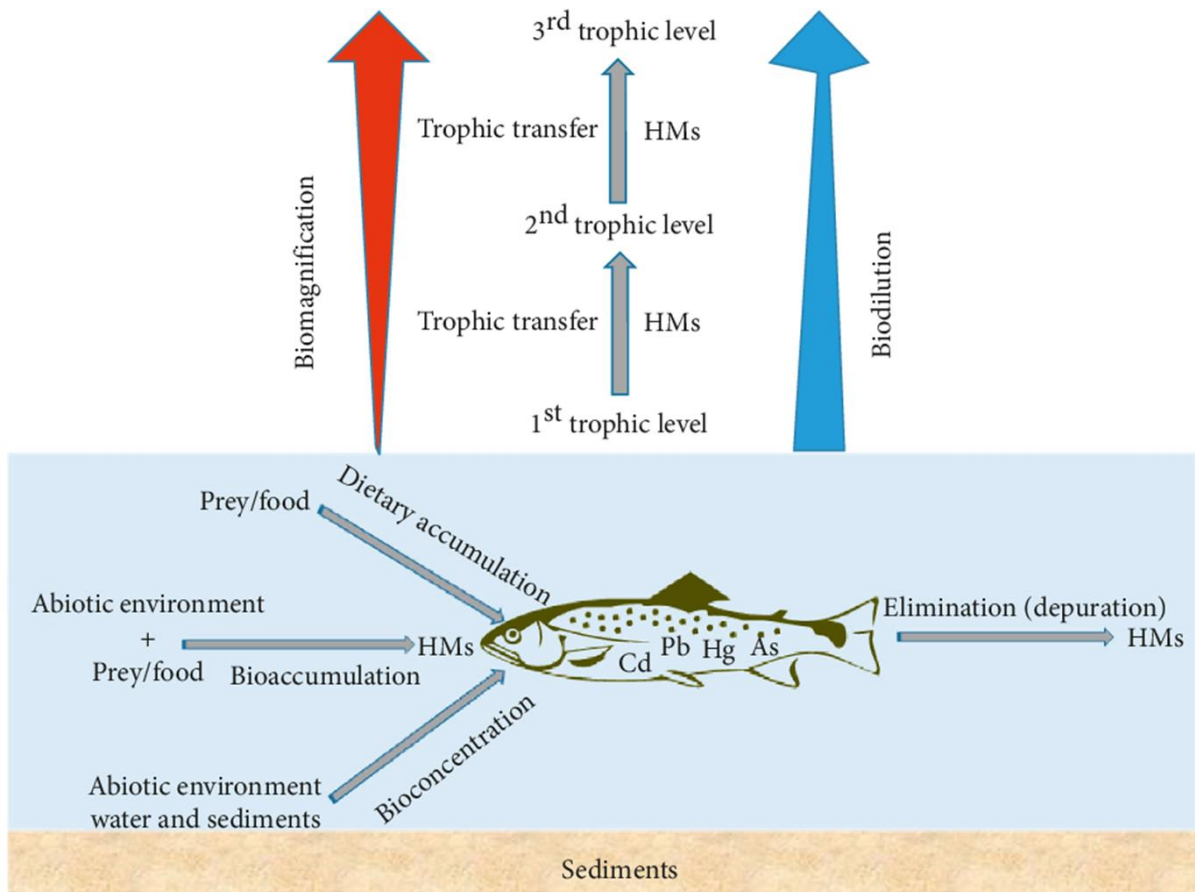 3rd trophic level
Trophic transfer
HMs
2nd trophic level
Biomagnification
Biodilution
Trophic transfer
HMs
1st trophic level
Prey/food
Dietary accumulation
Abiotic environment
+
Prey/food
Bioaccumulation
HMs
Cd
Pb
Hg
As
Elimination (depuration)
HMs
Abiotic environment
water and sediments
Bioconcentration
Sediments